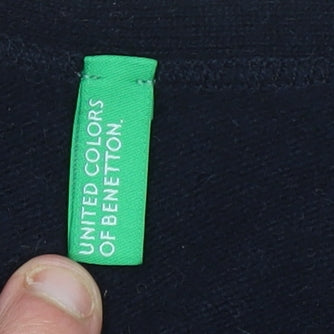 UNITED COLORS
OF BENETTON.